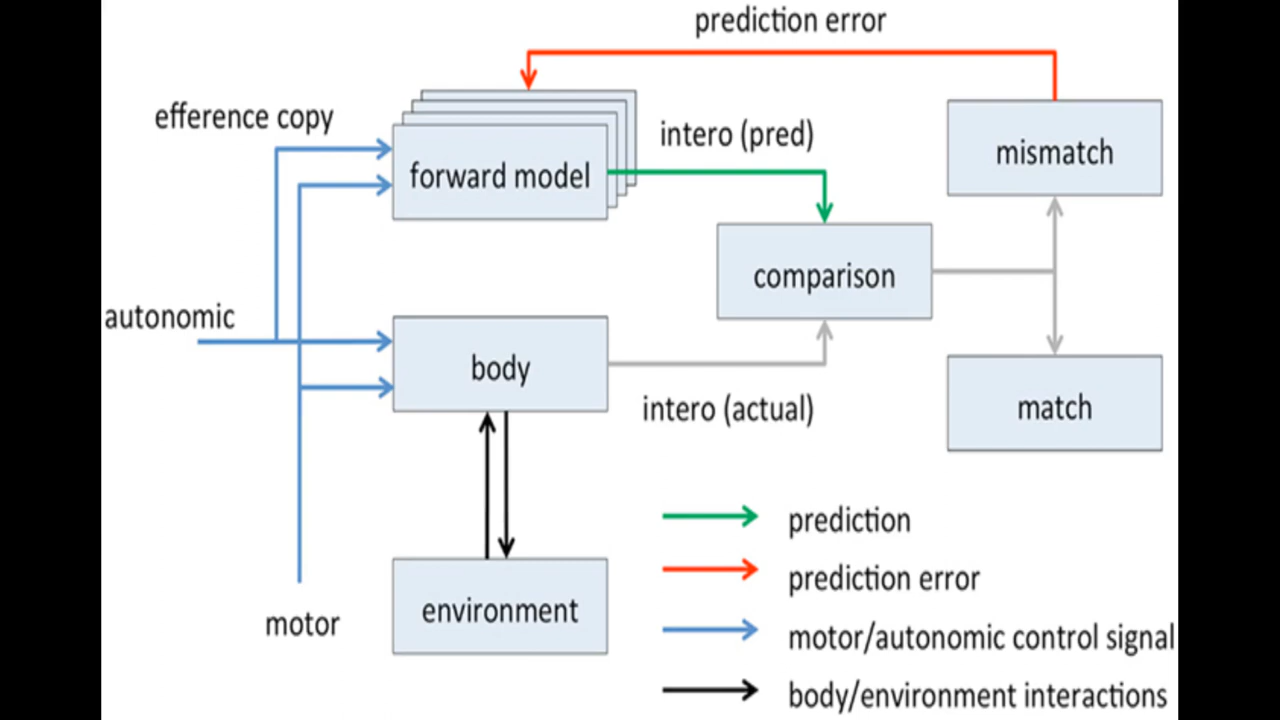 prediction error
efference copy
intero (pred)
mismatch
forward model
comparison
autonomic
body
intero (actual)
match
prediction
prediction error
environment
motor
motor/autonomic control signal
body/environment interactions